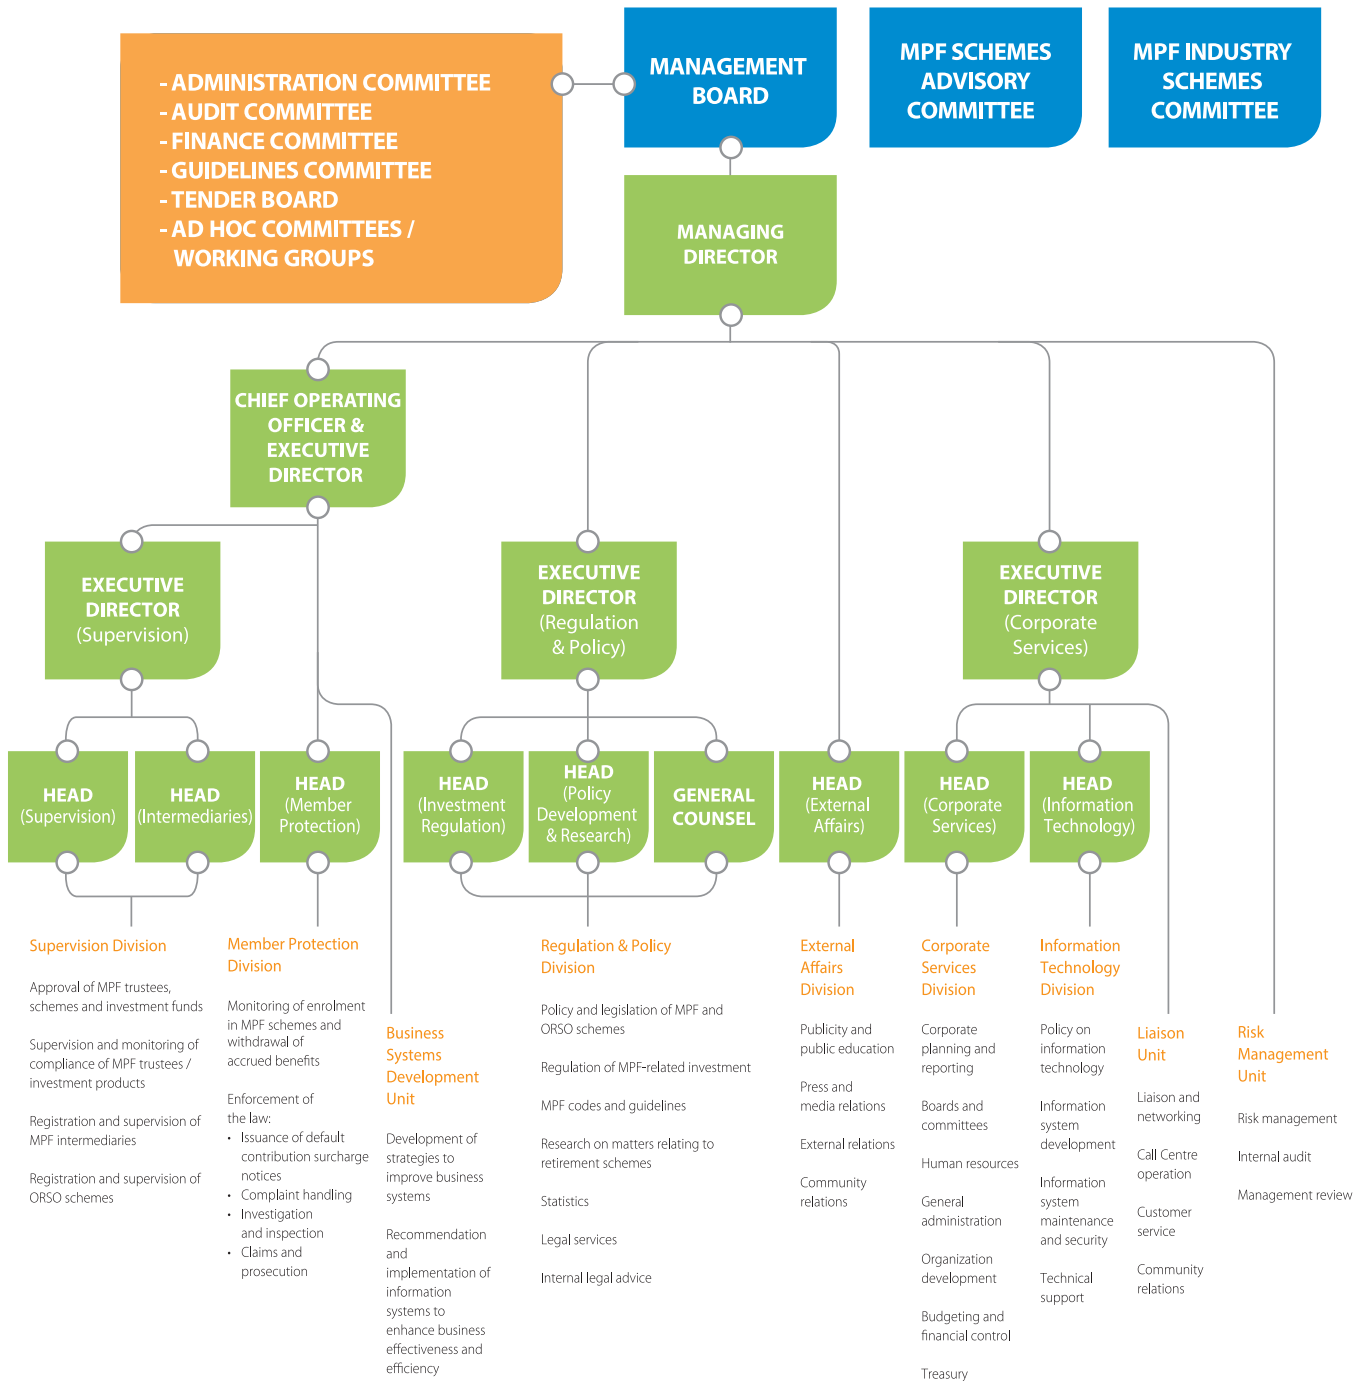 - ADMINISTRATION COMMITTEE
- AUDIT COMMITTEE
- FINANCE COMMITTEE
- GUIDELINES COMMITTEE
- TENDER BOARD
- AD HOC COMMITTEES /
WORKING GROUPS
MANAGEMENT
BOARD
MPF SCHEMES
ADVISORY
COMMITTEE
MPF INDUSTRY
SCHEMES
COMMITTEE
MANAGING
DIRECTOR
CHIEF OPERATING
OFFICER &
EXECUTIVE
DIRECTOR
EXECUTIVE
DIRECTOR
(Supervision)
EXECUTIVE
DIRECTOR
(Regulation
& Policy)
EXECUTIVE
DIRECTOR
(Corporate
Services)
HEAD
(Supervision)
HEAD
(Intermediaries)
HEAD
(Member
Protection)
HEAD
(Investment
Regulation)
HEAD
(Policy
Development
& Research)
GENERAL
COUNSEL
HEAD
(External
Affairs)
HEAD
(Corporate
Services)
HEAD
(Information
Technology)
Supervision Division
Approval of MPF trustees,
schemes and investment funds
Supervision and monitoring of
compliance of MPF trustees /
investment products
Registration and supervision of
MPF intermediaries
Registration and supervision of
ORSO schemes
Member Protection
Division
Monitoring of enrolment
in MPF schemes and
withdrawal of
accrued benefits
Enforcement of
the law:
• Issuance of default
contribution surcharge
notices
• Complaint handling
• Investigation
and inspection
• Claims and
prosecution
Business
Systems
Development
Unit
Development of
strategies to
improve business
systems
Recommendation
and
implementation of
information
systems to
enhance business
effectiveness and
efficiency
Regulation & Policy
Division
Policy and legislation of MPF and
ORSO schemes
Regulation of MPF-related investment
MPF codes and guidelines
Research on matters relating to
retirement schemes
Statistics
Legal services
Internal legal advice
External
Affairs
Division
Publicity and
public education
Press and
media relations
External relations
Community
relations
Corporate
Services
Division
Corporate
planning and
reporting
Boards and
committees
Human resources
General
administration
Organization
development
Budgeting and
financial control
Treasury
Information
Technology
Division
Policy on
information
technology
Information
system
development
Information
system
maintenance
and security
Technical
support
Liaison
Unit
Liaison and
networking
Call Centre
operation
Customer
service
Community
relations
Risk
Management
Unit
Risk management
Internal audit
Management review